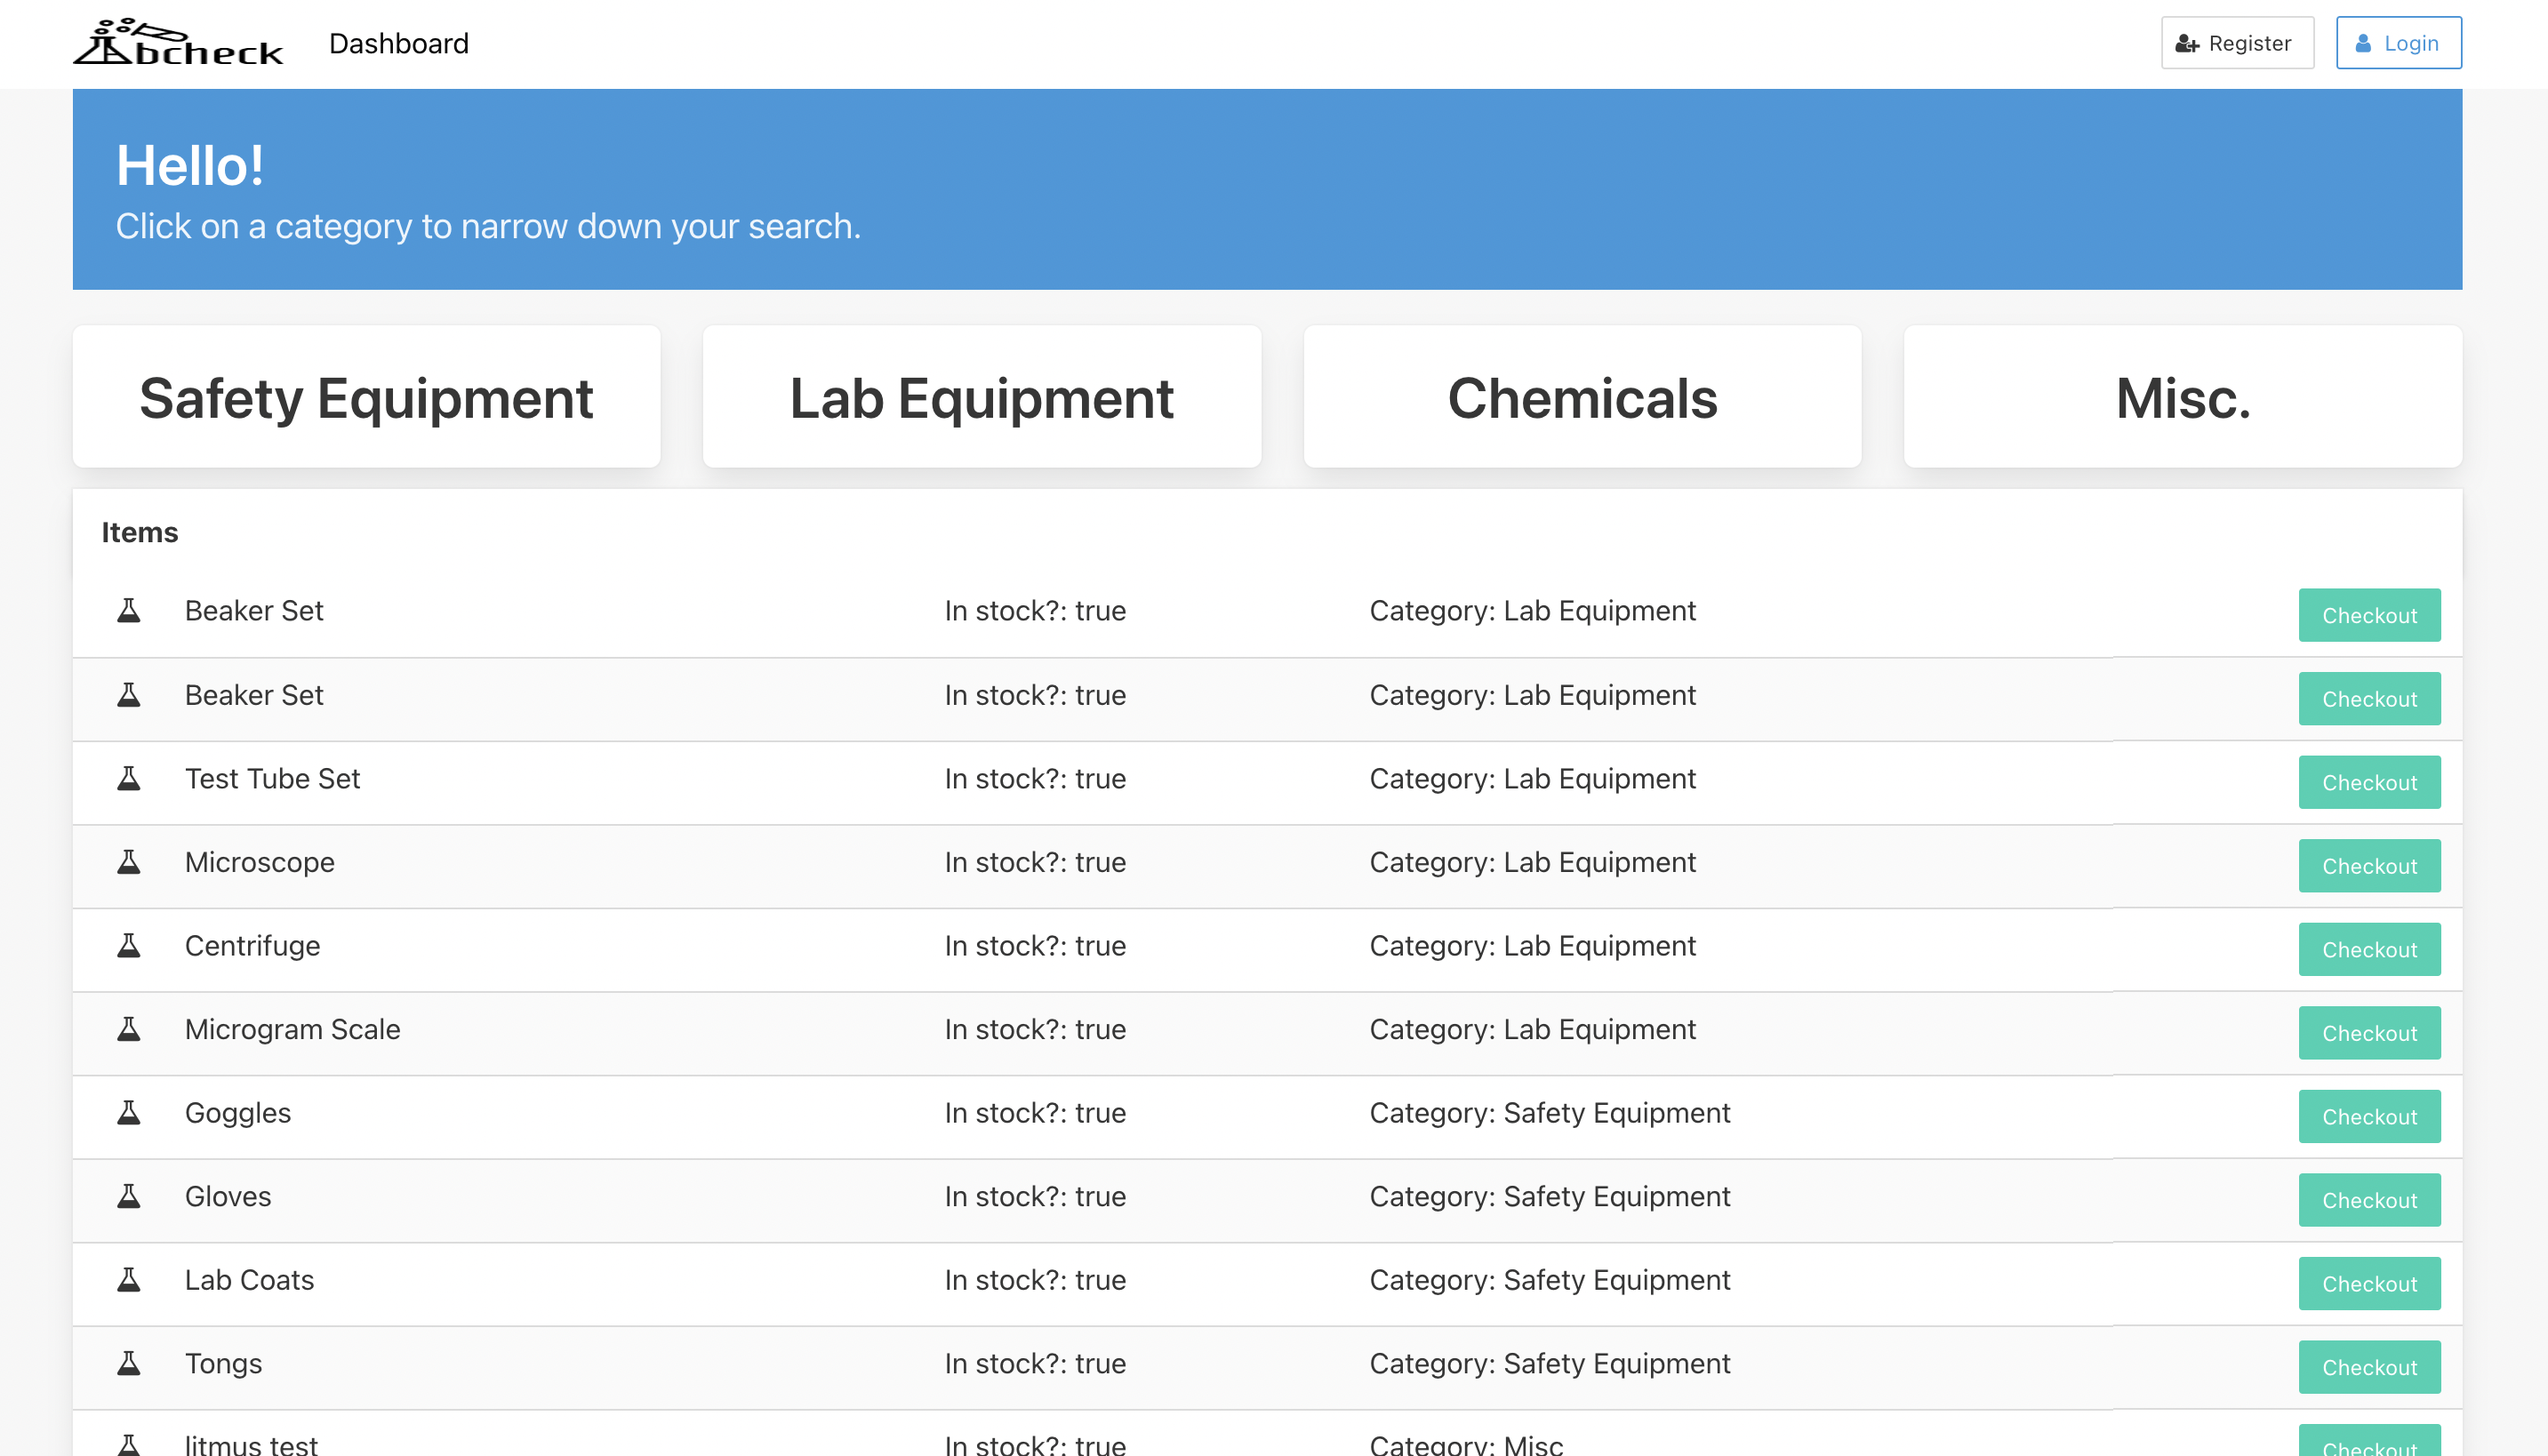 Labcheck Dashboard Register Login
Hello!
Click on a category to narrow down your search.
Safety Equipment Lab Equipment Chemicals Misc.
Items
Beaker Set In stock?: true Category: Lab Equipment Checkout
Beaker Set In stock?: true Category: Lab Equipment Checkout
Test Tube Set In stock?: true Category: Lab Equipment Checkout
Microscope In stock?: true Category: Lab Equipment Checkout
Centrifuge In stock?: true Category: Lab Equipment Checkout
Microgram Scale In stock?: true Category: Lab Equipment Checkout
Goggles In stock?: true Category: Safety Equipment Checkout
Gloves In stock?: true Category: Safety Equipment Checkout
Lab Coats In stock?: true Category: Safety Equipment Checkout
Tongs In stock?: true Category: Safety Equipment Checkout
litmus test In stock?: true Category: Misc Checkout